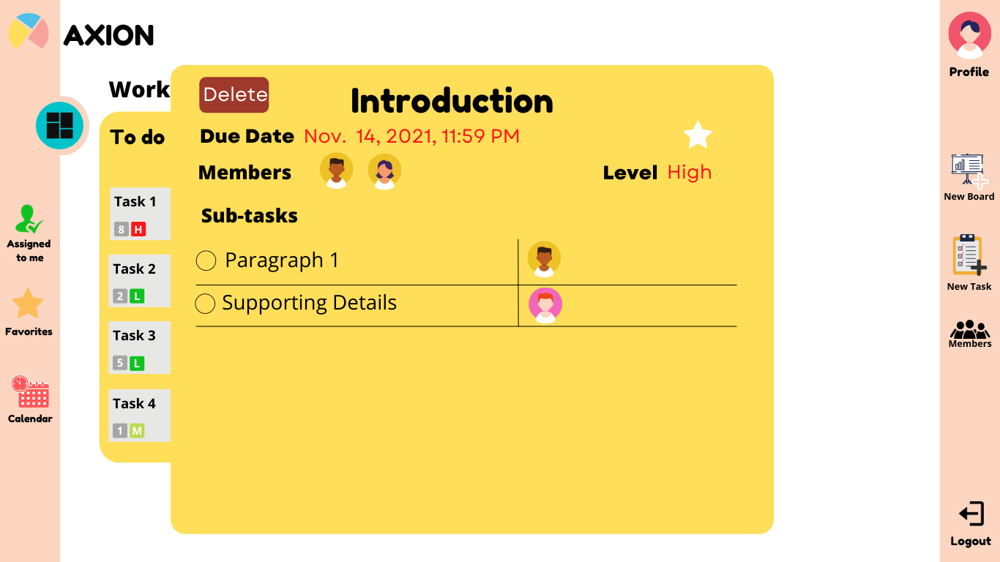 AXION
Profile
Work
Delete
Introduction
To do
Due Date Nov. 14, 2021, 11:59 PM
Members
Level High
Sub-tasks
Paragraph 1
Supporting Details
Task 1
8 H
Task 2
2 L
Task 3
5 L
Task 4
1 M
Assigned
to me
Favorites
Calendar
New Board
New Task
Members
Logout